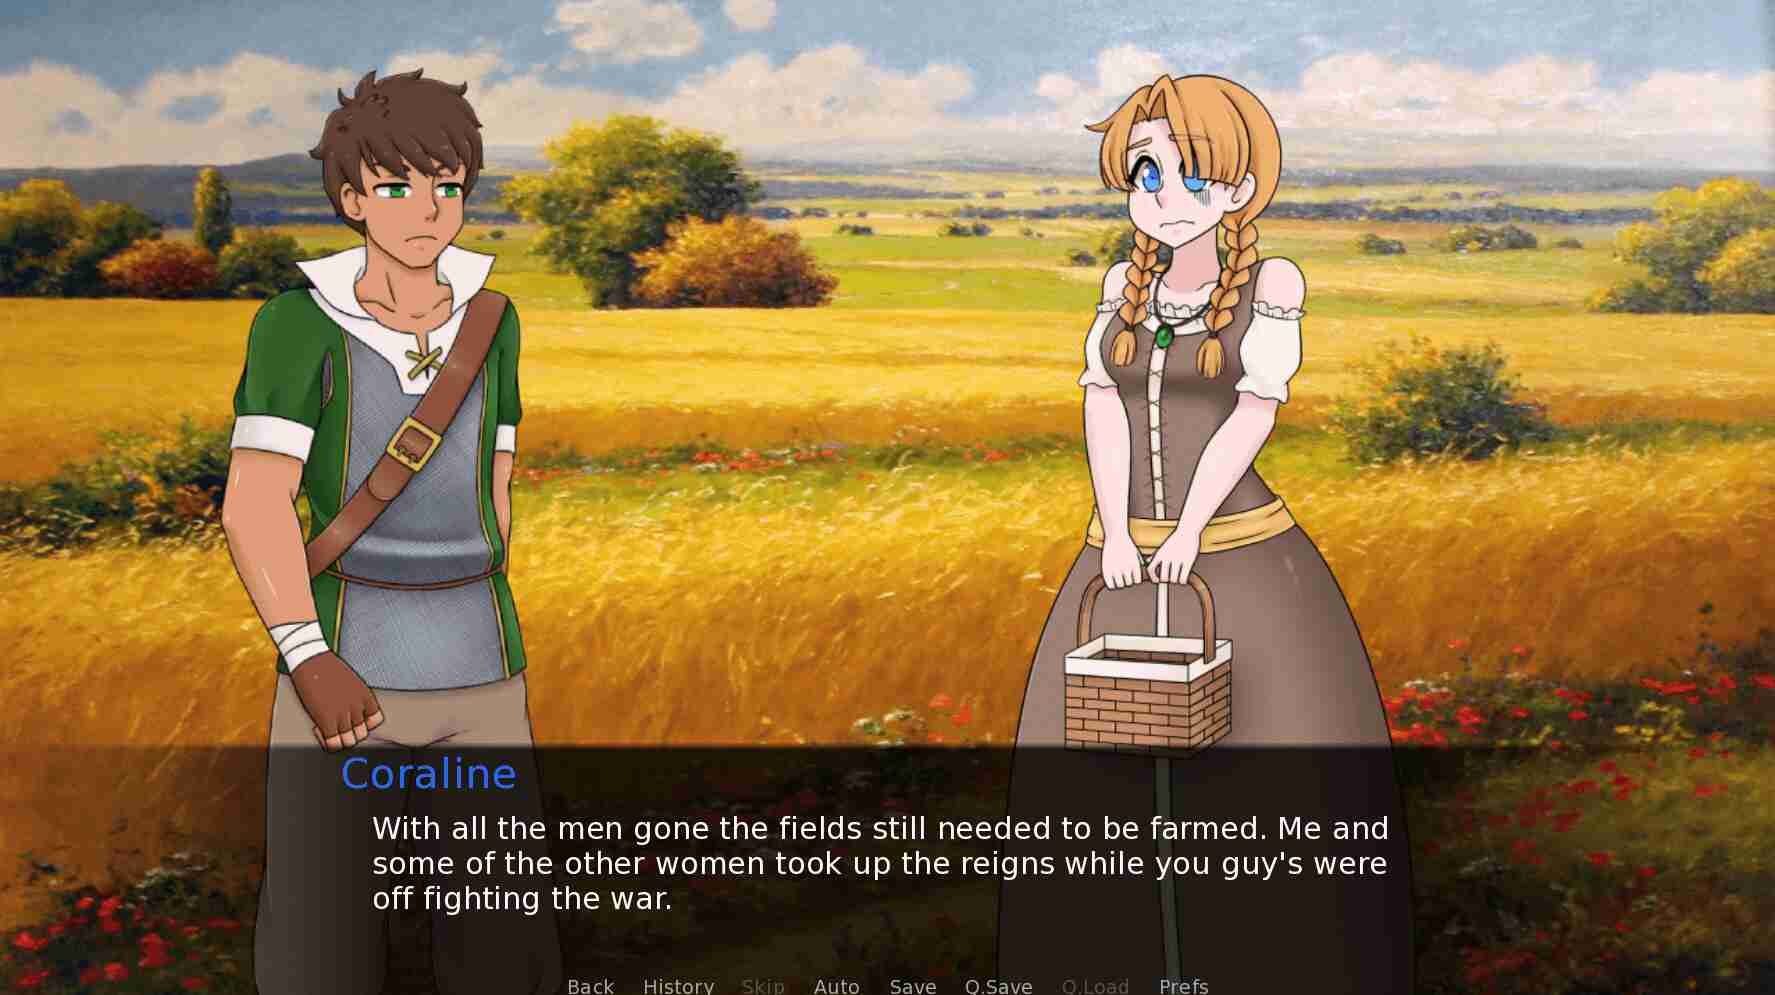 Coraline
With all the men gone the fields still needed to be farmed. Me and
some of the other women took up the reigns while you guy's were
off fighting the war.
Back History Skip Auto Save Q.Save Q.Load Prefs